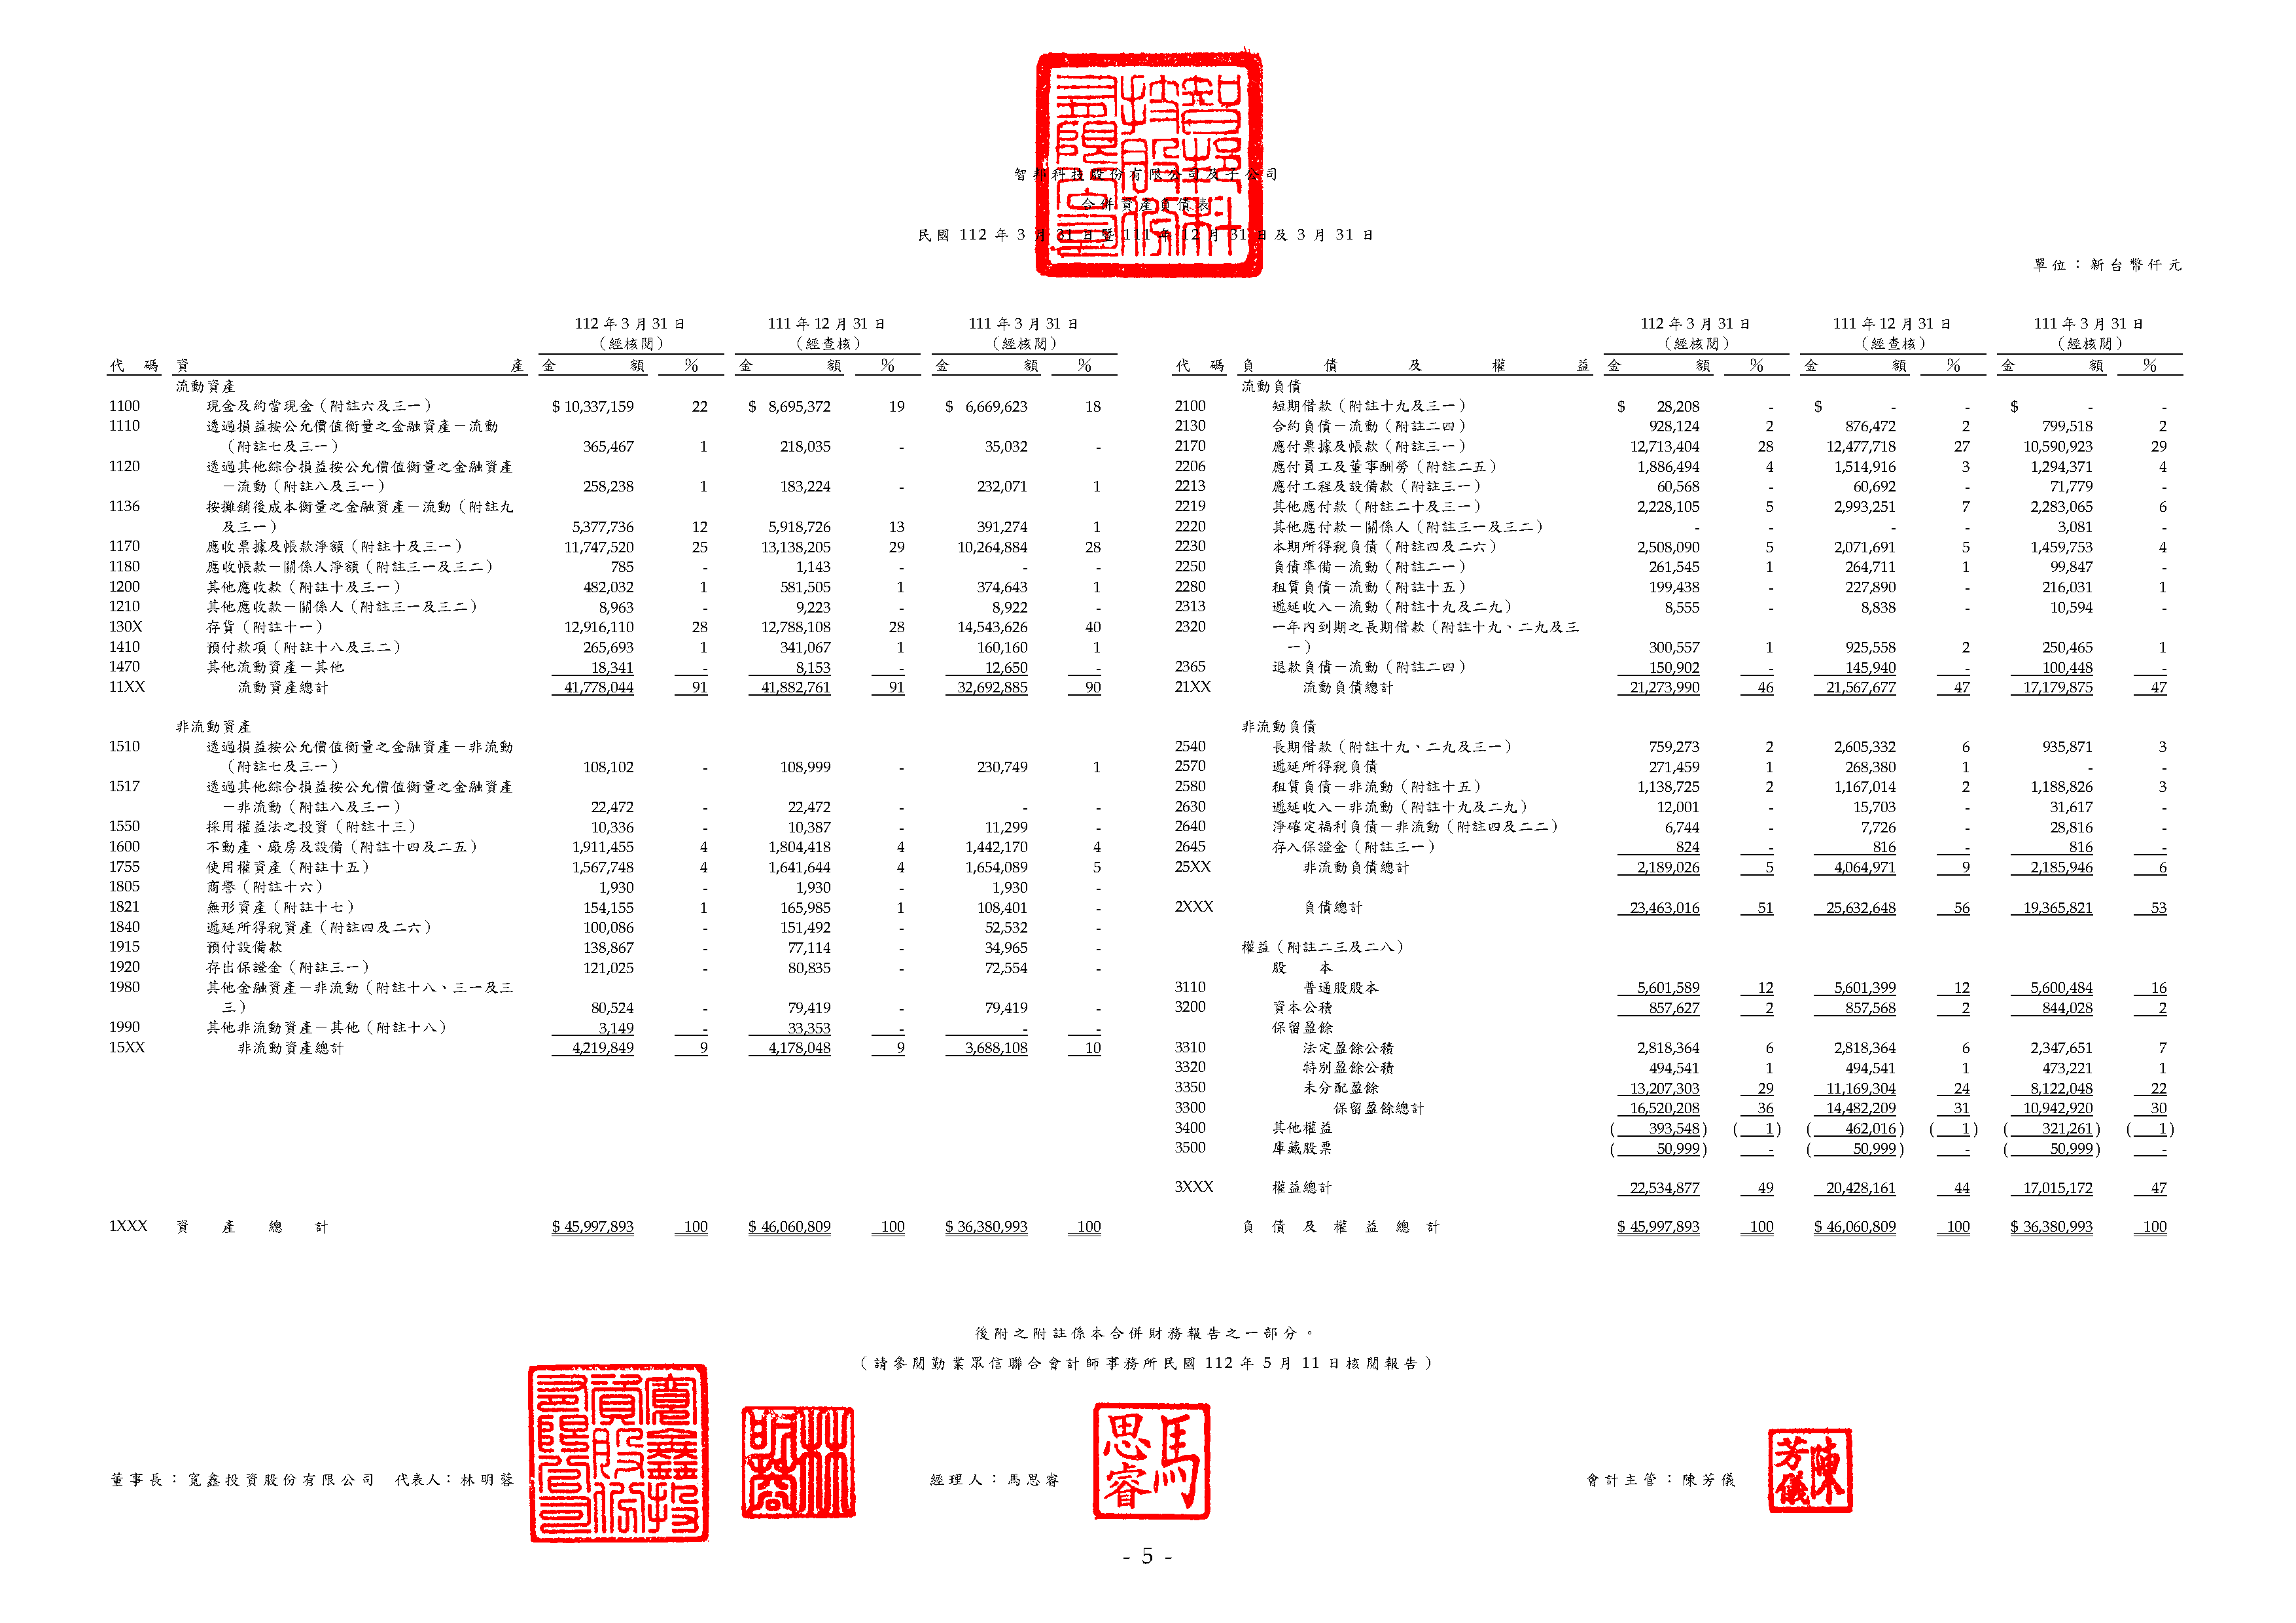 智邦科技股份有限公司及子公司
合併資產負債表
民國 112 年 3 月 31 日暨 111 年 12 月 31 日及 3 月 31 日
單位：新台幣仟元
112 年 3 月 31 日 111 年 12 月 31 日 111 年 3 月 31 日
（經核閱） （經查核） （經核閱）
代 碼 資 產 金 額 ％ 金 額 ％ 金 額 ％
流動資產
1100 現金及約當現金（附註六及三一） $ 10,337,159 22 $ 8,695,372 19 $ 6,669,623 18
1110 透過損益按公允價值衡量之金融資產－流動
（附註七及三一） 365,467 1 218,035 - 35,032 -
1120 透過其他綜合損益按公允價值衡量之金融資產
－流動（附註八及三一） 258,238 1 183,224 - 232,071 1
1136 按攤銷後成本衡量之金融資產－流動（附註九
及三一） 5,377,736 12 5,918,726 13 391,274 1
1170 應收票據及帳款淨額（附註十及三一） 11,747,520 25 13,138,205 29 10,264,884 28
1180 應收帳款－關係人淨額（附註三一及三二） 785 - 1,143 - - -
1200 其他應收款（附註十及三一） 482,032 1 581,505 1 374,643 1
1210 其他應收款－關係人（附註三一及三二） 8,963 - 9,223 - 8,922 -
130X 存貨（附註十一） 12,916,110 28 12,788,108 28 14,543,626 40
1410 預付款項（附註十八及三二） 265,693 1 341,067 1 160,160 1
1470 其他流動資產－其他 18,341 - 8,153 - 12,650 -
11XX 流動資產總計 41,778,044 91 41,882,761 91 32,692,885 90
非流動資產
1510 透過損益按公允價值衡量之金融資產－非流動
（附註七及三一） 108,102 - 108,999 - 230,749 1
1517 透過其他綜合損益按公允價值衡量之金融資產
－非流動（附註八及三一） 22,472 - 22,472 - - -
1550 採用權益法之投資（附註十三） 10,336 - 10,387 - 11,299 -
1600 不動產、廠房及設備（附註十四及二五） 1,911,455 4 1,804,418 4 1,442,170 4
1755 使用權資產（附註十五） 1,567,748 4 1,641,644 4 1,654,089 5
1805 商譽（附註十六） 1,930 - 1,930 - 1,930 -
1821 無形資產（附註十七） 154,155 1 165,985 1 108,401 -
1840 遞延所得稅資產（附註四及二六） 100,086 - 151,492 - 52,532 -
1915 預付設備款 138,867 - 77,114 - 34,965 -
1920 存出保證金（附註三一） 121,025 - 80,835 - 72,554 -
1980 其他金融資產－非流動（附註十八、三一及三
三） 80,524 - 79,419 - 79,419 -
1990 其他非流動資產－其他（附註十八） 3,149 - 33,353 - - -
15XX 非流動資產總計 4,219,849 9 4,178,048 9 3,688,108 10
1XXX 資 產 總 計 $ 45,997,893 100 $ 46,060,809 100 $ 36,380,993 100
112 年 3 月 31 日 111 年 12 月 31 日 111 年 3 月 31 日
（經核閱） （經查核） （經核閱）
代 碼 負 債 及 權 益 金 額 ％ 金 額 ％ 金 額 ％
流動負債
2100 短期借款（附註十九及三一） $ 28,208 - $ - - $ - -
2130 合約負債－流動（附註二四） 928,124 2 876,472 2 799,518 2
2170 應付票據及帳款（附註三一） 12,713,404 28 12,477,718 27 10,590,923 29
2206 應付員工及董事酬勞（附註二五） 1,886,494 4 1,514,916 3 1,294,371 4
2213 應付工程及設備款（附註三一） 60,568 - 60,692 - 71,779 -
2219 其他應付款（附註二十及三一） 2,228,105 5 2,993,251 7 2,283,065 6
2220 其他應付款－關係人（附註三一及三二） - - - - 3,081 -
2230 本期所得稅負債（附註四及二六） 2,508,090 5 2,071,691 5 1,459,753 4
2250 負債準備－流動（附註二一） 261,545 1 264,711 1 99,847 -
2280 租賃負債－流動（附註十五） 199,438 - 227,890 - 216,031 1
2313 遞延收入－流動（附註十九及二九） 8,555 - 8,838 - 10,594 -
2320 一年內到期之長期借款（附註十九、二九及三
一） 300,557 1 925,558 2 250,465 1
2365 退款負債－流動（附註二四） 150,902 - 145,940 - 100,448 -
21XX 流動負債總計 21,273,990 46 21,567,677 47 17,179,875 47
非流動負債
2540 長期借款（附註十九、二九及三一） 759,273 2 2,605,332 6 935,871 3
2570 遞延所得稅負債 271,459 1 268,380 1 - -
2580 租賃負債－非流動（附註十五） 1,138,725 2 1,167,014 2 1,188,826 3
2630 遞延收入－非流動（附註十九及二九） 12,001 - 15,703 - 31,617 -
2640 淨確定福利負債－非流動（附註四及二二） 6,744 - 7,726 - 28,816 -
2645 存入保證金（附註三一） 824 - 816 - 816 -
25XX 非流動負債總計 2,189,026 5 4,064,971 9 2,185,946 6
2XXX 負債總計 23,463,016 51 25,632,648 56 19,365,821 53
權益（附註二三及二八）
股 本
3110 普通股股本 5,601,589 12 5,601,399 12 5,600,484 16
3200 資本公積 857,627 2 857,568 2 844,028 2
保留盈餘
3310 法定盈餘公積 2,818,364 6 2,818,364 6 2,347,651 7
3320 特別盈餘公積 494,541 1 494,541 1 473,221 1
3350 未分配盈餘 13,207,303 29 11,169,304 24 8,122,048 22
3300 保留盈餘總計 16,520,208 36 14,482,209 31 10,942,920 30
3400 其他權益 ( 393,548) ( 1) ( 462,016) ( 1) ( 321,261) ( 1)
3500 庫藏股票 ( 50,999) - ( 50,999) - ( 50,999) -
3XXX 權益總計 22,534,877 49 20,428,161 44 17,015,172 47
負 債 及 權 益 總 計 $ 45,997,893 100 $ 46,060,809 100 $ 36,380,993 100
後附之附註係本合併財務報告之一部分。
（請參閱勤業眾信聯合會計師事務所民國 112 年 5 月 11 日核閱報告）
董事長：寬鑫投資股份有限公司 代表人：林明蓉
經理人：馬思睿
馬思睿
會計主管：陳芳儀
陳芳儀
- 5 -